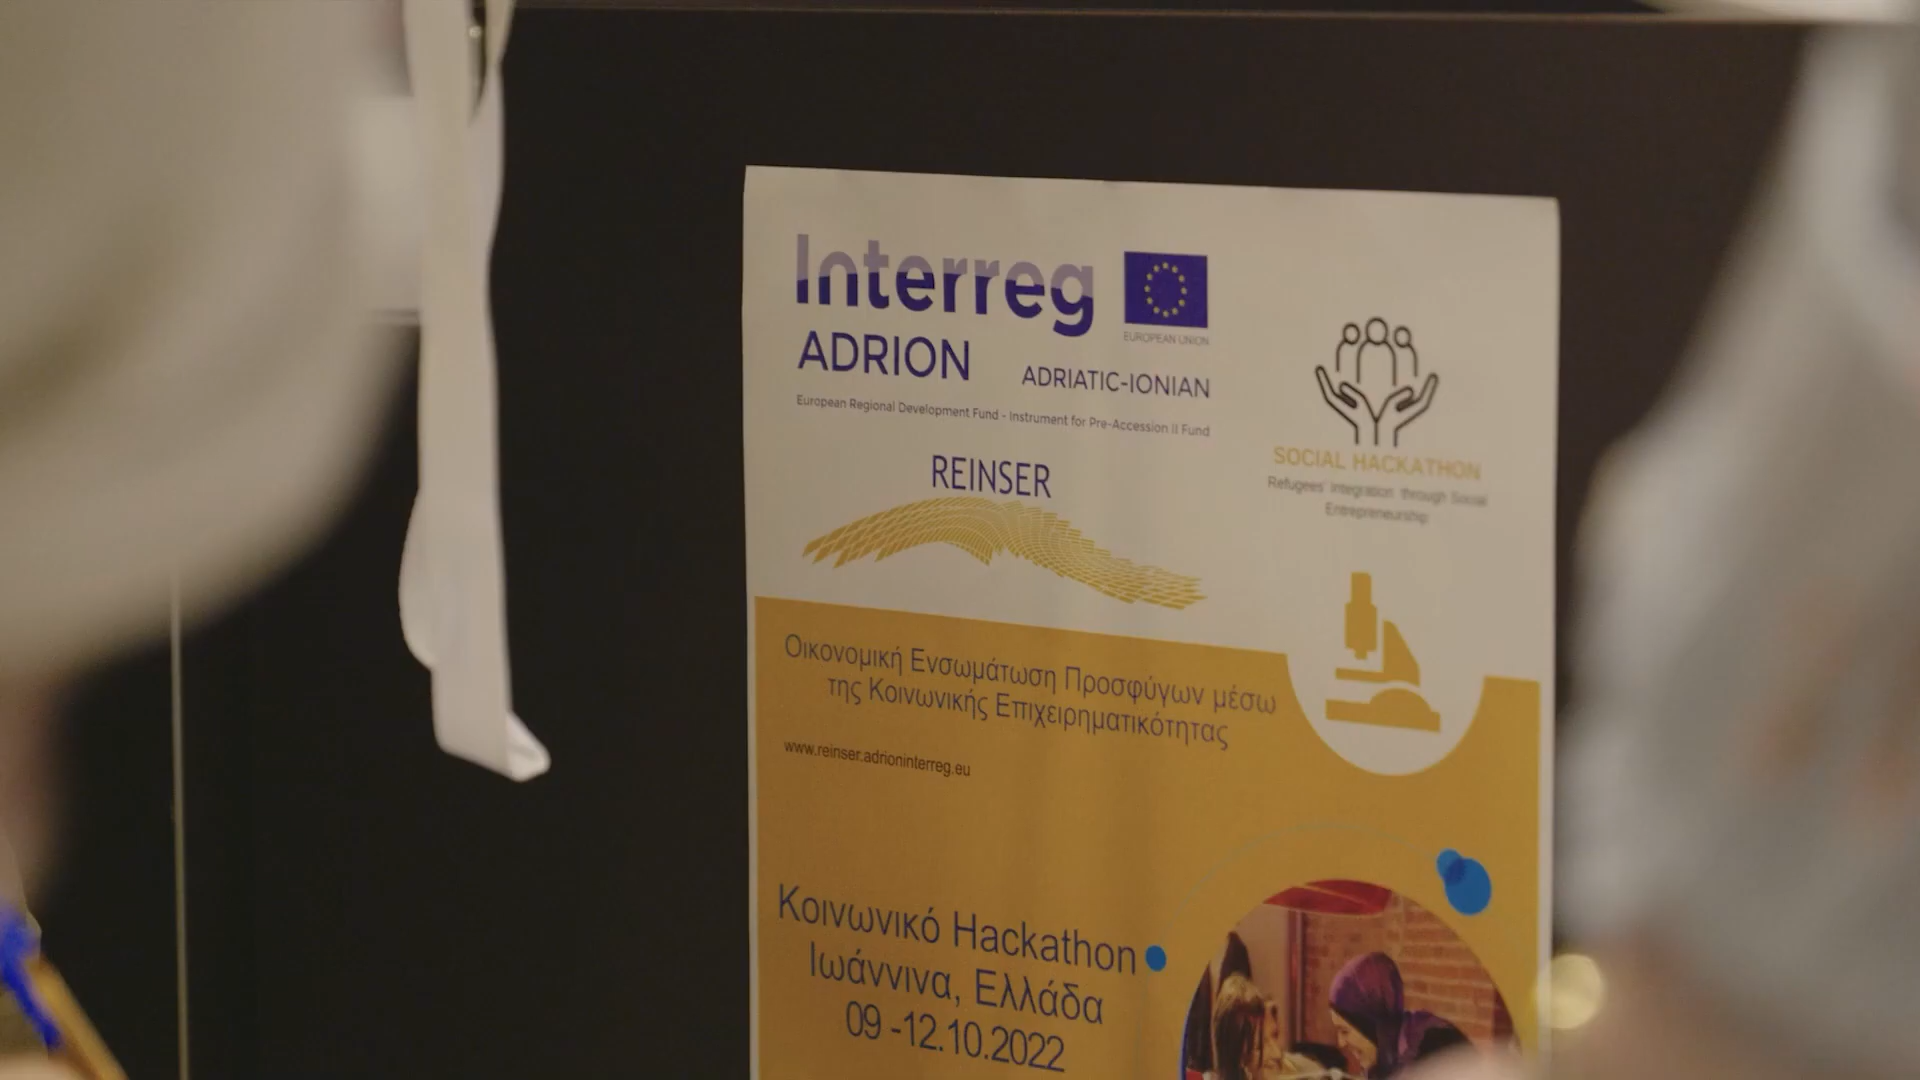 Interreg
EUROPEAN UNION
ADRION ADRIATIC-IONIAN
European Regional Development Fund - Instrument for Pre-Accession II Fund
REINSER
SOCIAL HACKATHON
Refugees' Integration through Social
Entrepreneurship
Οικονομική Ενσωμάτωση Προσφύγων μέσω
της Κοινωνικής Επιχειρηματικότητας
www.reinser.adrioninterreg.eu
Κοινωνικό Hackathon
Ιωάννινα, Ελλάδα
09 -12.10.2022